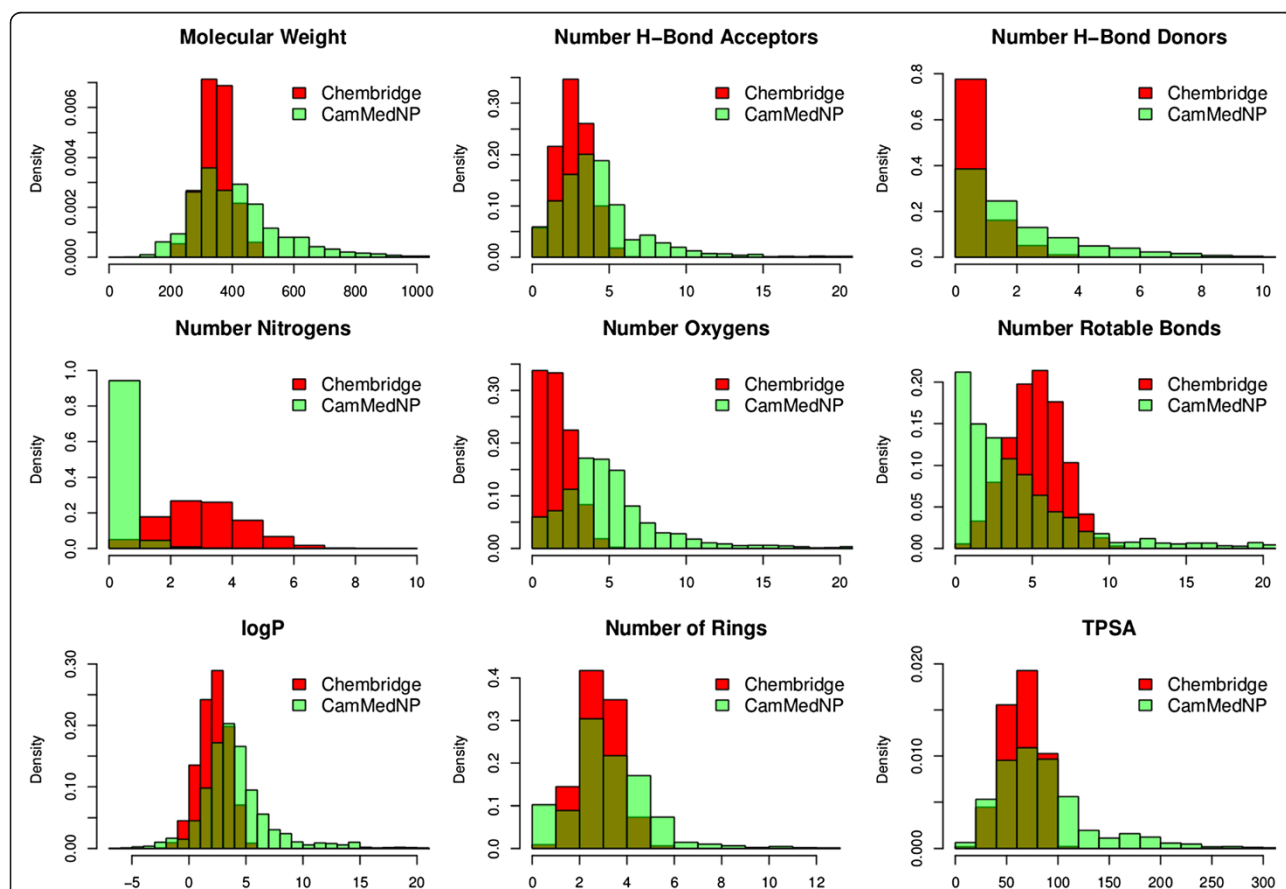 Molecular Weight
Density
0.000 0.002 0.004 0.006
0 200 400 600 800 1000
Chembridge
CamMedNP
Number H-Bond Acceptors
Density
0.00 0.10 0.20 0.30
0 5 10 15 20
Chembridge
CamMedNP
Number H-Bond Donors
Density
0.0 0.2 0.4 0.6 0.8
0 2 4 6 8 10
Chembridge
CamMedNP
Number Nitrogens
Density
0.0 0.2 0.4 0.6 0.8 1.0
0 2 4 6 8 10
Chembridge
CamMedNP
Number Oxygens
Density
0.00 0.10 0.20 0.30
0 5 10 15 20
Chembridge
CamMedNP
Number Rotable Bonds
Density
0.00 0.05 0.10 0.15 0.20
0 5 10 15 20
Chembridge
CamMedNP
logP
Density
0.00 0.10 0.20 0.30
-5 0 5 10 15 20
Chembridge
CamMedNP
Number of Rings
Density
0.0 0.1 0.2 0.3 0.4
0 2 4 6 8 10 12
Chembridge
CamMedNP
TPSA
Density
0.000 0.010 0.020
0 50 100 150 200 250 300
Chembridge
CamMedNP